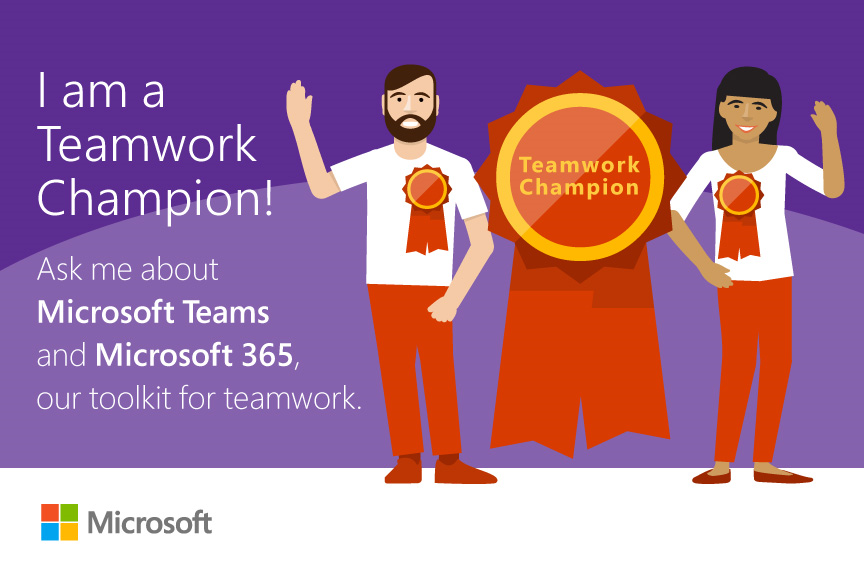 I am a
Teamwork
Champion!
Ask me about
Microsoft Teams
and Microsoft 365,
our toolkit for teamwork.
Teamwork
Champion
Microsoft